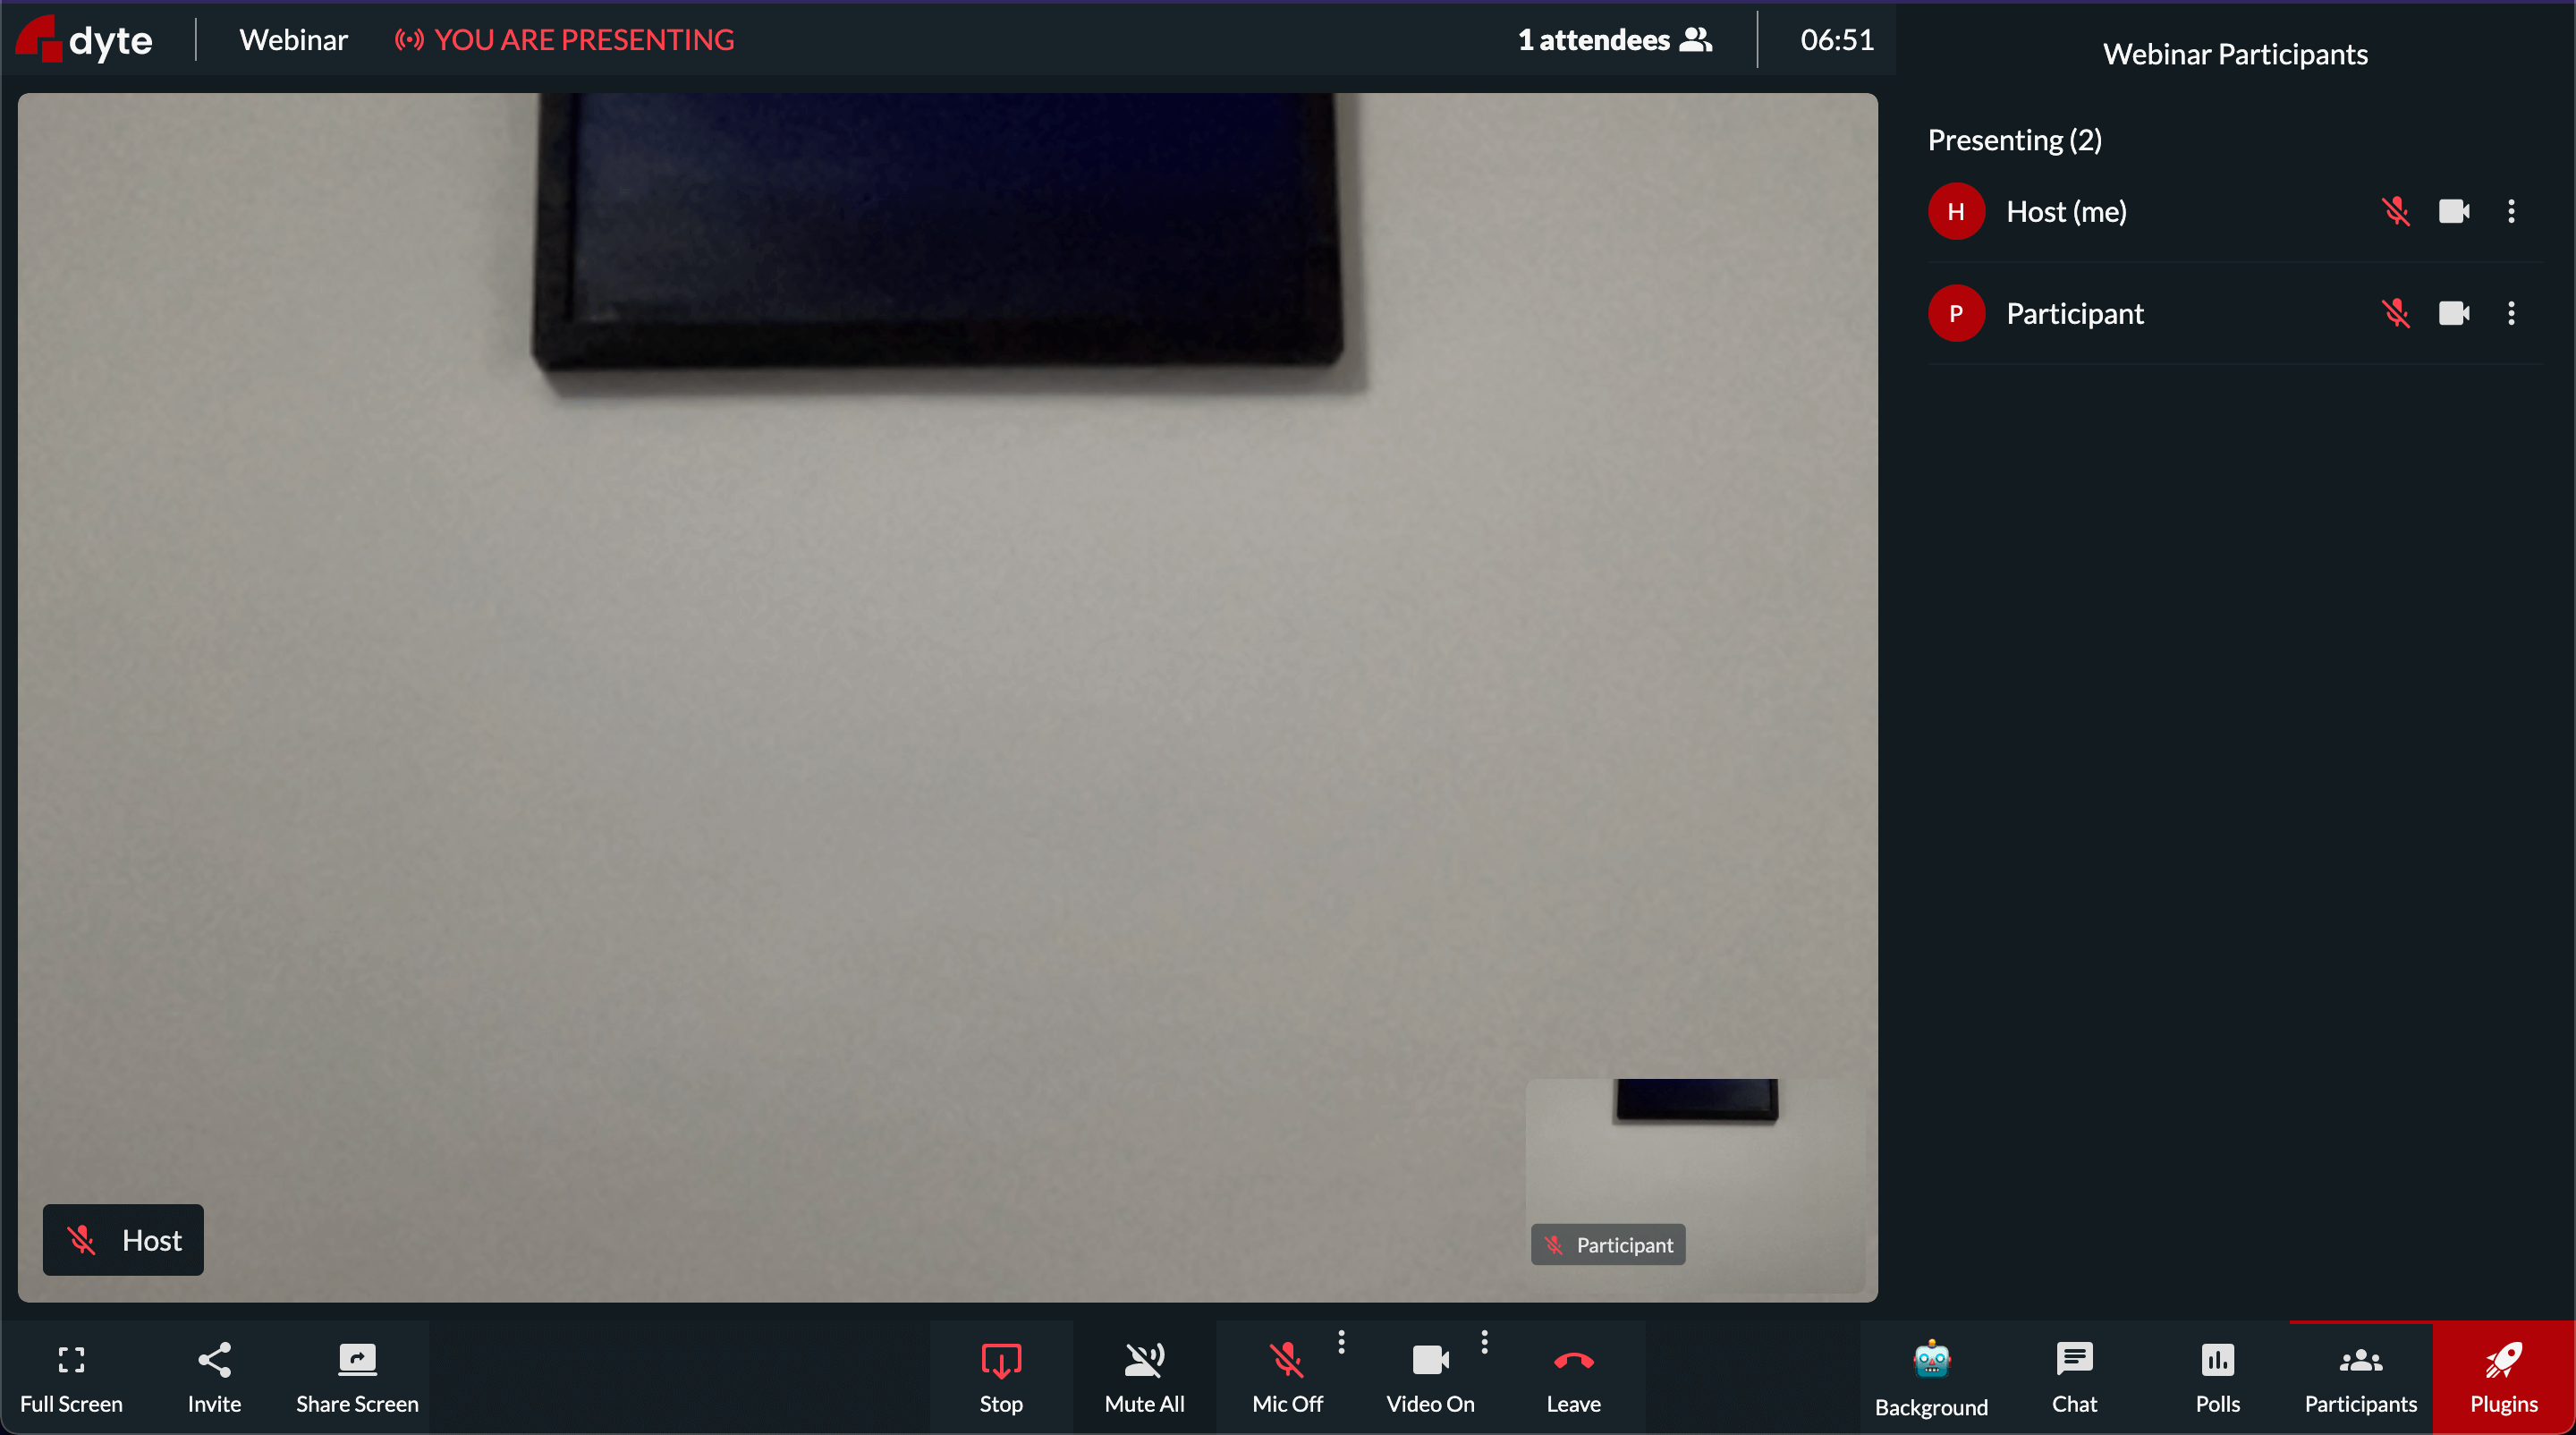 dyte
Webinar
YOU ARE PRESENTING
1 attendees
06:51
Webinar Participants
Presenting (2)
H
Host (me)
P
Participant
Host
Participant
Full Screen
Invite
Share Screen
Stop
Mute All
Mic Off
Video On
Leave
Background
Chat
Polls
Participants
Plugins